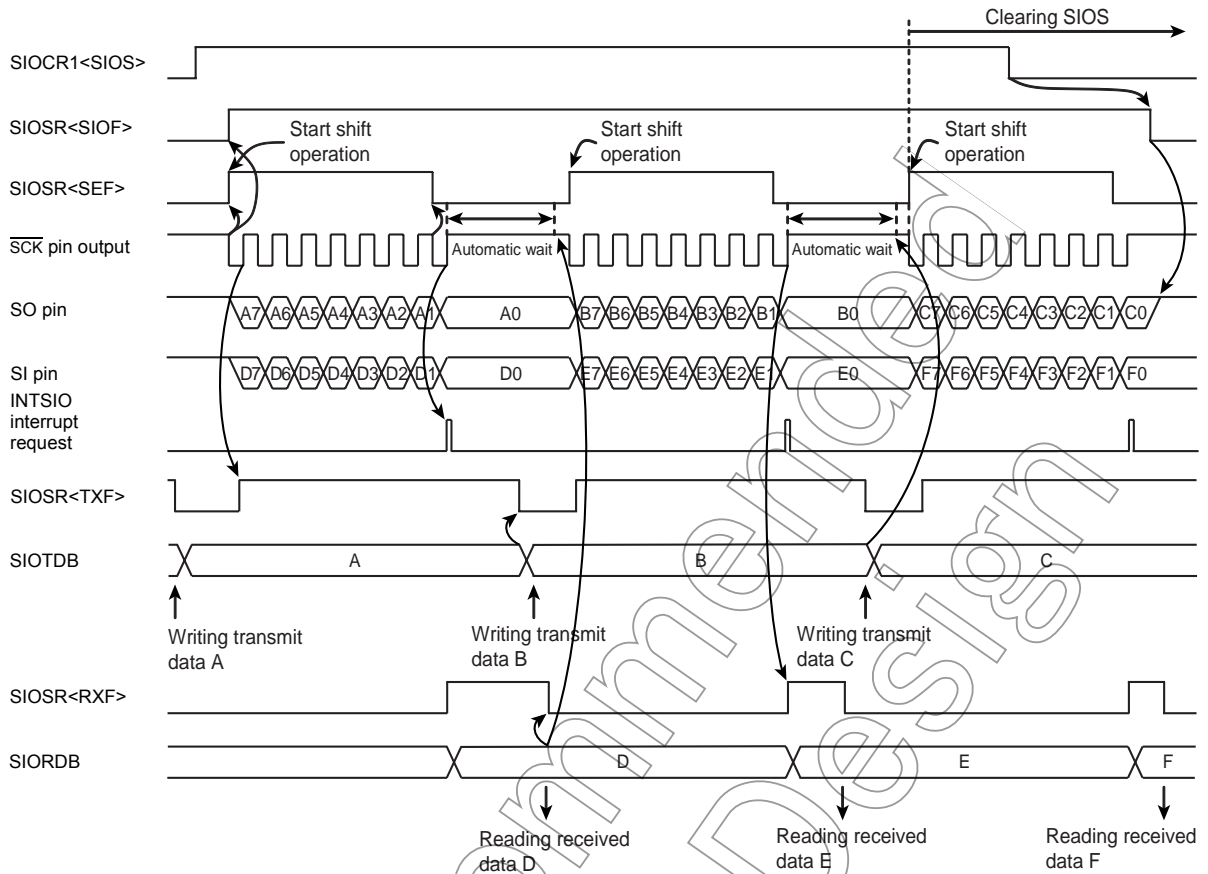 Clearing SIOS
SIOCR1<SIOS>
SIOSR<SIOF>
Start shift
operation
Start shift
operation
Start shift
operation
SIOSR<SEF>
SCK pin output
Automatic wait
Automatic wait
SO pin
A7 A6 A5 A4 A3 A2 A1 A0 B7 B6 B5 B4 B3 B2 B1 B0 C7 C6 C5 C4 C3 C2 C1 C0
SI pin
D7 D6 D5 D4 D3 D2 D1 D0 E7 E6 E5 E4 E3 E2 E1 E0 F7 F6 F5 F4 F3 F2 F1 F0
INTSIO
interrupt
request
SIOSR<TXF>
SIOTDB
A B C
Writing transmit
data A
Writing transmit
data B
Writing transmit
data C
SIOSR<RXF>
SIORDB
D E F
Reading received
data D
Reading received
data E
Reading received
data F
ommended
Design